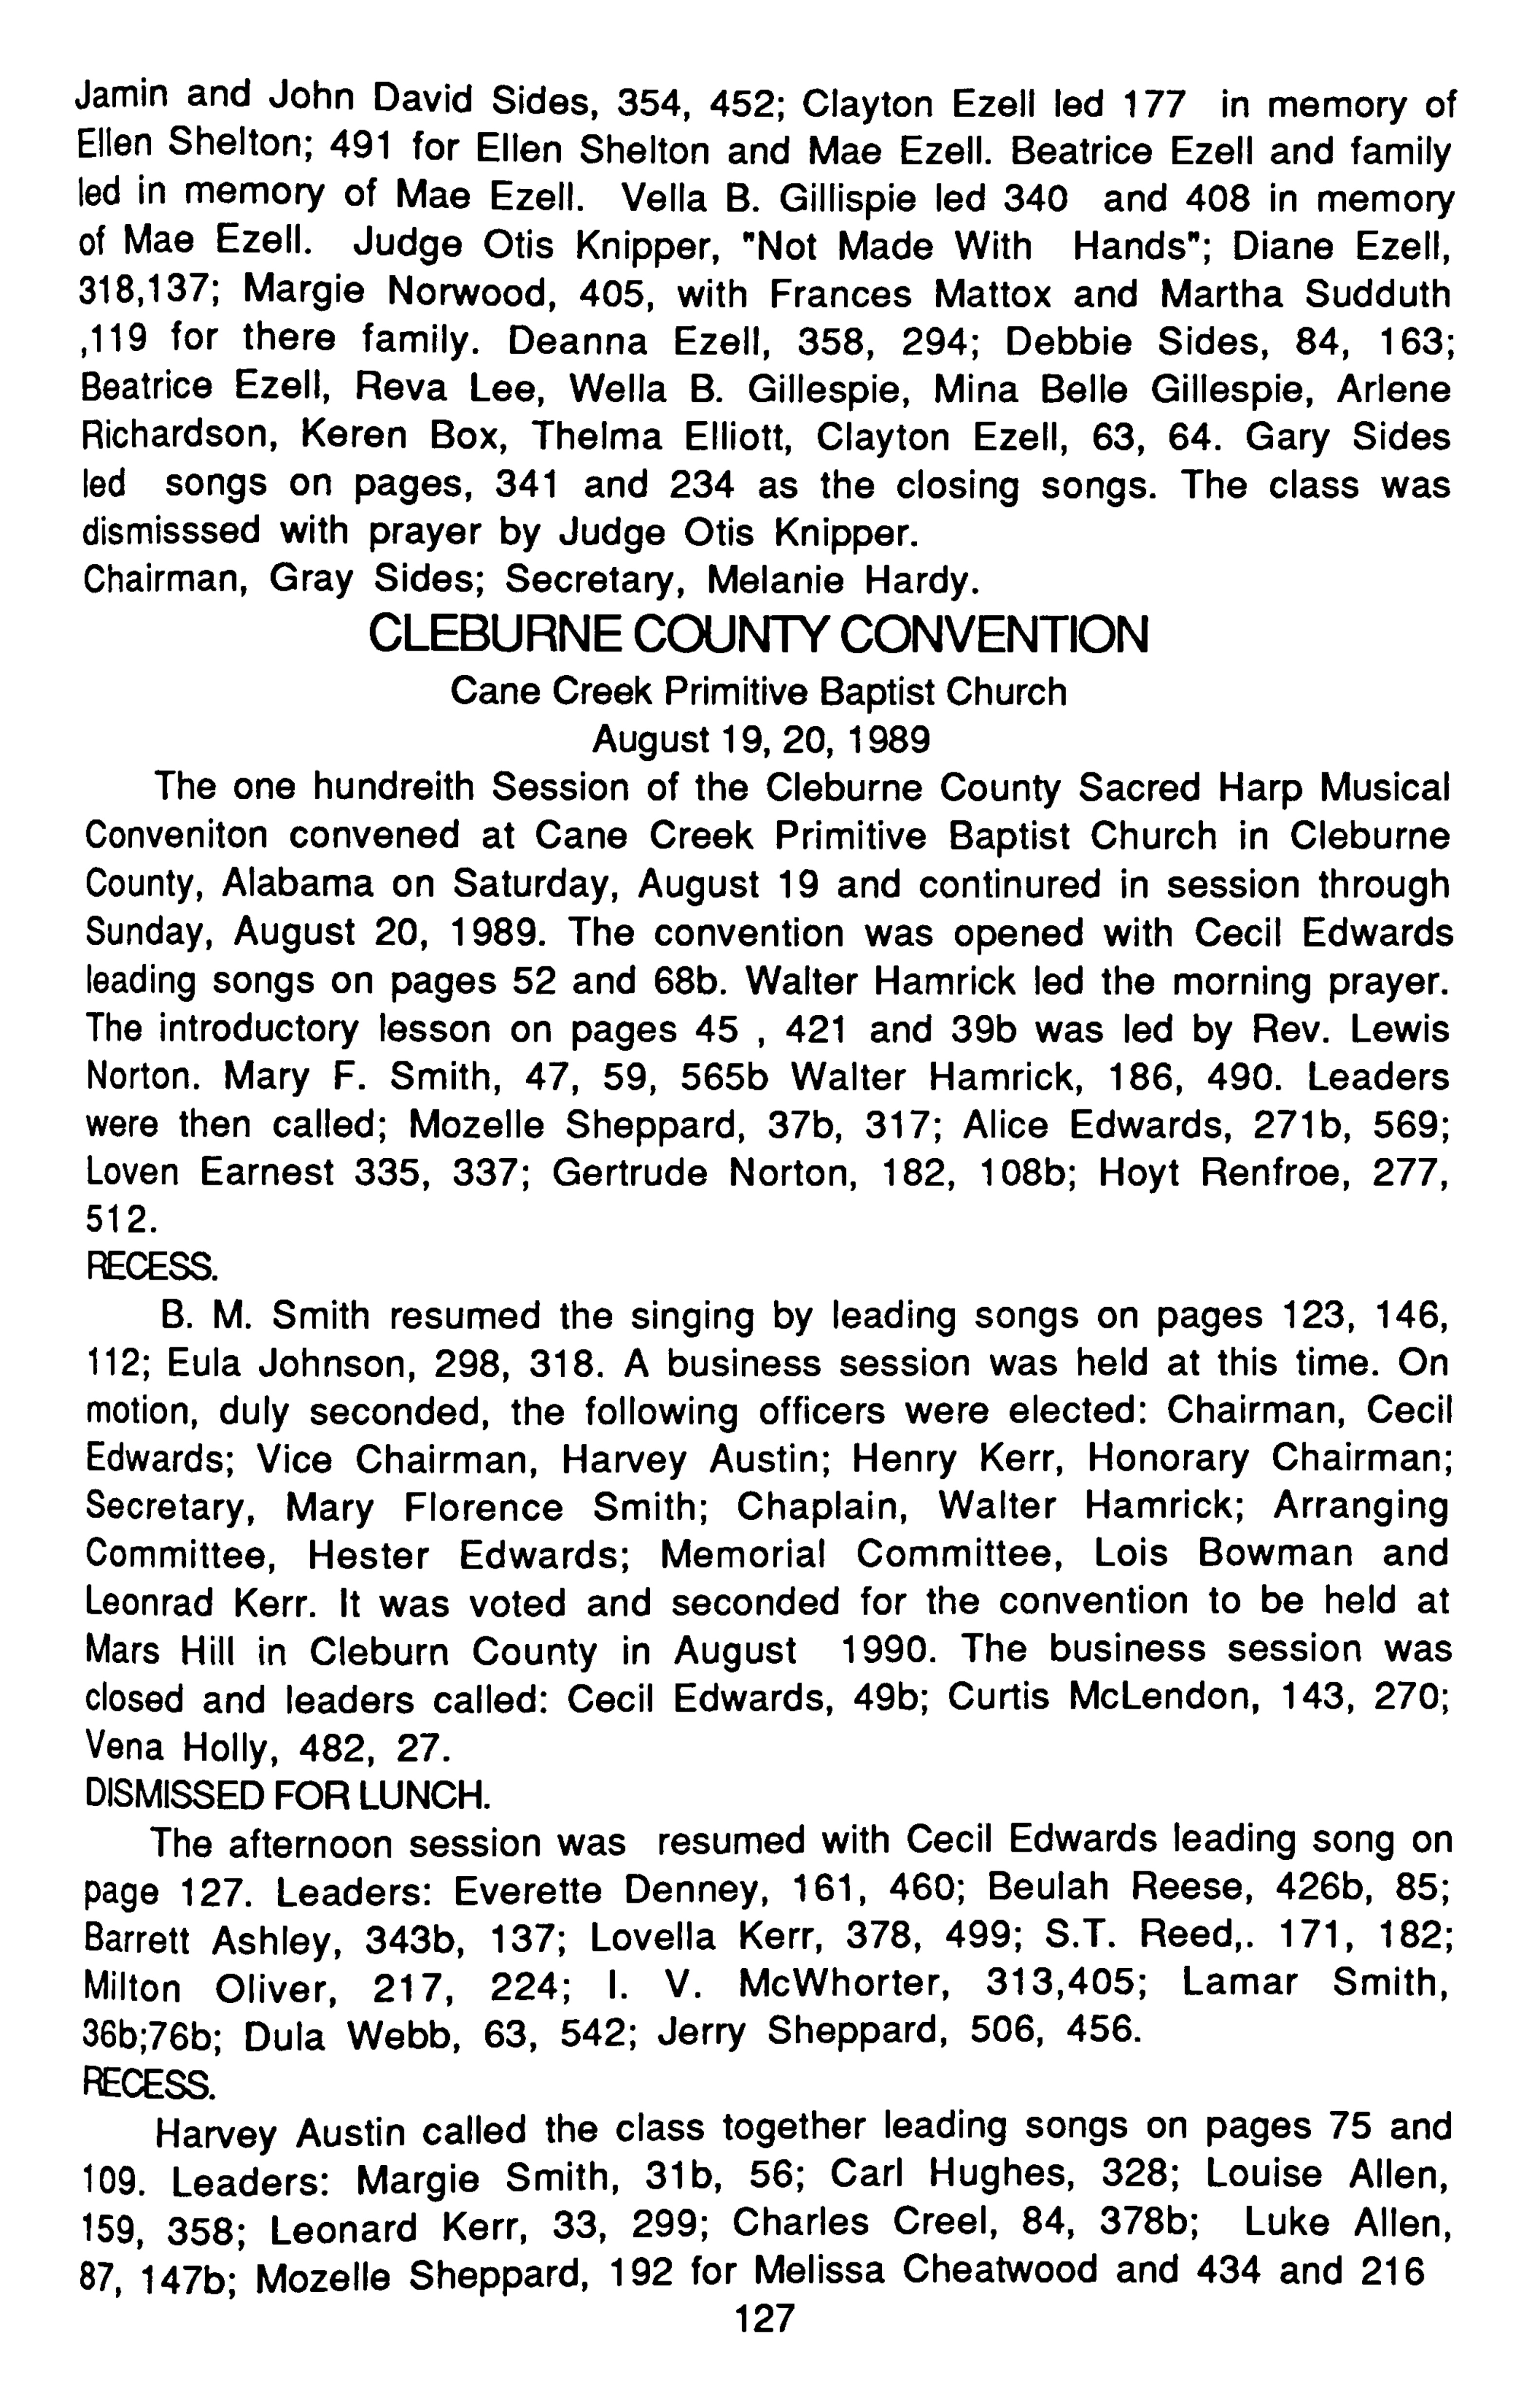 Jamin and John David Sides, 354, 452; Clayton Ezell led 177 in memory of
Ellen Shelton; 491 for Ellen Shelton and Mae Ezell. Beatrice Ezell and family
led in memory of Mae Ezell. Vella B. Gillispie led 340 and 408 in memory
of Mae Ezell. Judge Otis Knipper, "Not Made With Hands"; Diane Ezell,
318,137; Margie Norwood, 405, with Frances Mattox and Martha Sudduth
,119 for there family. Deanna Ezell, 358, 294; Debbie Sides, 84, 163;
Beatrice Ezell, Reva Lee, Wella B. Gillespie, Mina Belle Gillespie, Arlene
Richardson, Keren Box, Thelma Elliott, Clayton Ezell, 63, 64. Gary Sides
led songs on pages, 341 and 234 as the closing songs. The class was
dismisssed with prayer by Judge Otis Knipper.
Chairman, Gray Sides; Secretary, Melanie Hardy.
CLEBURNE COUNTY CONVENTION
Cane Creek Primitive Baptist Church
August 19, 20, 1989
The one hundreith Session of the Cleburne County Sacred Harp Musical
Conveniton convened at Cane Creek Primitive Baptist Church in Cleburne
County, Alabama on Saturday, August 19 and continured in session through
Sunday, August 20, 1989. The convention was opened with Cecil Edwards
leading songs on pages 52 and 68b. Walter Hamrick led the morning prayer.
The introductory lesson on pages 45 , 421 and 39b was led by Rev. Lewis
Norton. Mary F. Smith, 47, 59, 565b Walter Hamrick, 186, 490. Leaders
were then called; Mozelle Sheppard, 37b, 317; Alice Edwards, 271b, 569;
Loven Earnest 335, 337; Gertrude Norton, 182, 108b; Hoyt Renfroe, 277,
512.
RECESS.
B. M. Smith resumed the singing by leading songs on pages 123, 146,
112; Eula Johnson, 298, 318. A business session was held at this time. On
motion, duly seconded, the following officers were elected: Chairman, Cecil
Edwards; Vice Chairman, Harvey Austin; Henry Kerr, Honorary Chairman;
Secretary, Mary Florence Smith; Chaplain, Walter Hamrick; Arranging
Committee, Hester Edwards; Memorial Committee, Lois Bowman and
Leonrad Kerr. It was voted and seconded for the convention to be held at
Mars Hill in Cleburn County in August 1990. The business session was
closed and leaders called: Cecil Edwards, 49b; Curtis McLendon, 143, 270;
Vena Holly, 482, 27.
DISMISSED FOR LUNCH.
The afternoon session was resumed with Cecil Edwards leading song on
page 127. Leaders: Everette Denney, 161, 460; Beulah Reese, 426b, 85;
Barrett Ashley, 343b, 137; Lovella Kerr, 378, 499; S.T. Reed,. 171, 182;
Milton Oliver, 217, 224; I. V. McWhorter, 313,405; Lamar Smith,
36b;76b; Dula Webb, 63, 542; Jerry Sheppard, 506, 456.
RECESS.
Harvey Austin called the class together leading songs on pages 75 and
109. Leaders: Margie Smith, 31b, 56; Carl Hughes, 328; Louise Allen,
159, 358; Leonard Kerr, 33, 299; Charles Creel, 84, 378b; Luke Allen,
87, 147b; Mozelle Sheppard, 192 for Melissa Cheatwood and 434 and 216
127